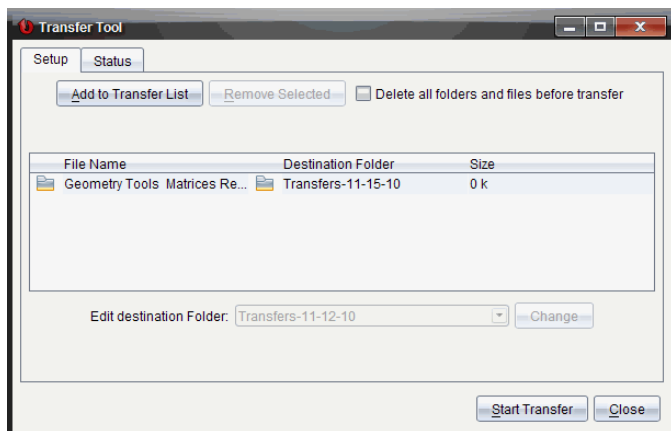 Transfer Tool
Setup Status
Add to Transfer List Remove Selected Delete all folders and files before transfer
File Name Destination Folder Size
Geometry Tools Matrices Re... Transfers-11-15-10 0 k
Edit destination Folder: Transfers-11-12-10 Change
Start Transfer Close